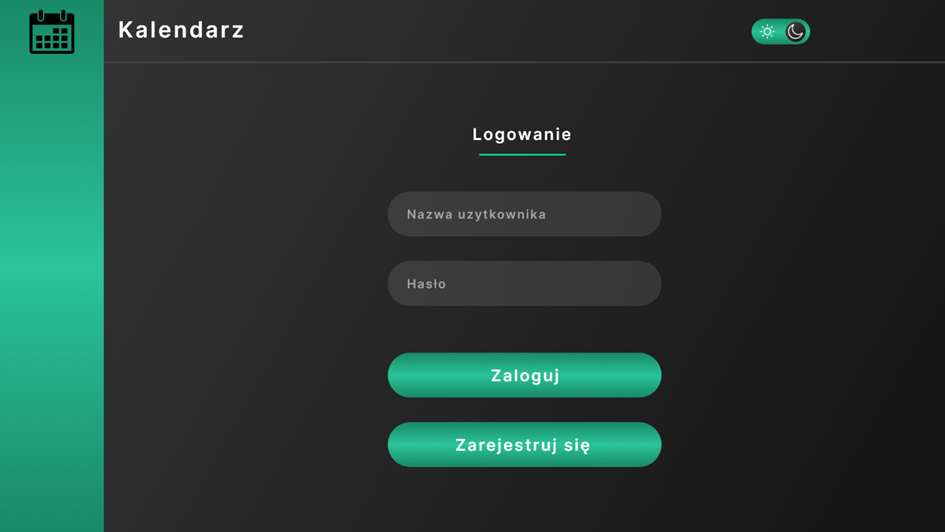 Kalendarz
Logowanie
Nazwa uzytkownika
Hasło
Zaloguj
Zarejestruj się